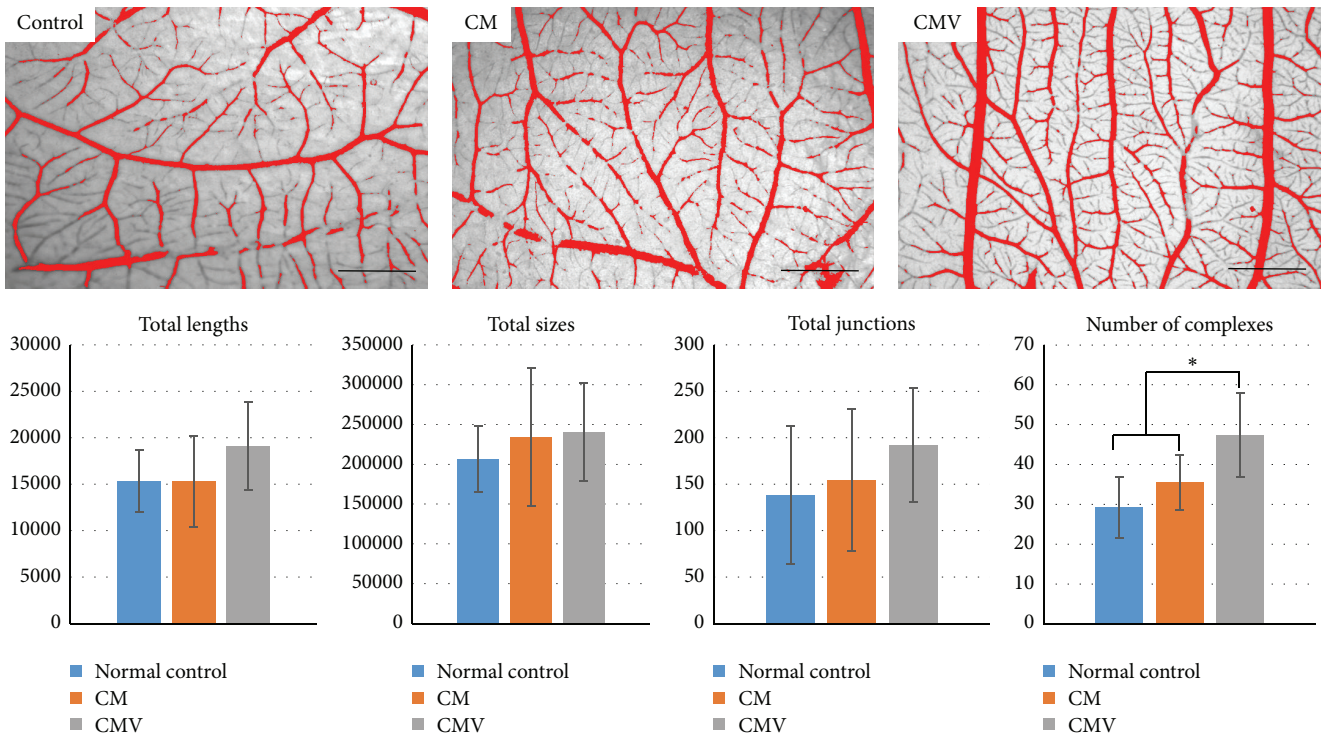 Control
CM
CMV
Total lengths
30000
25000
20000
15000
10000
5000
0
Normal control
CM
CMV
Total sizes
350000
300000
250000
200000
150000
100000
50000
0
Normal control
CM
CMV
Total junctions
300
250
200
150
100
50
0
Normal control
CM
CMV
Number of complexes
70
60
50
40
30
20
10
0
*
Normal control
CM
CMV